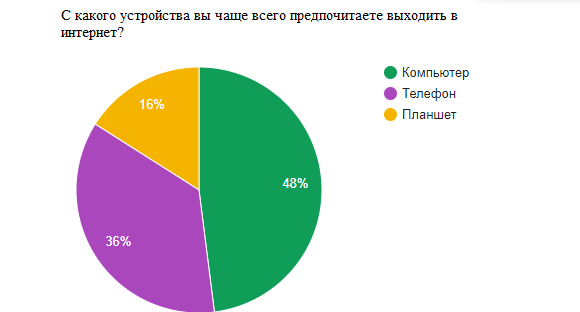 С какого устройства вы чаще всего предпочитаете выходить в
интернет?
Компьютер
Телефон
Планшет
16%
48%
36%